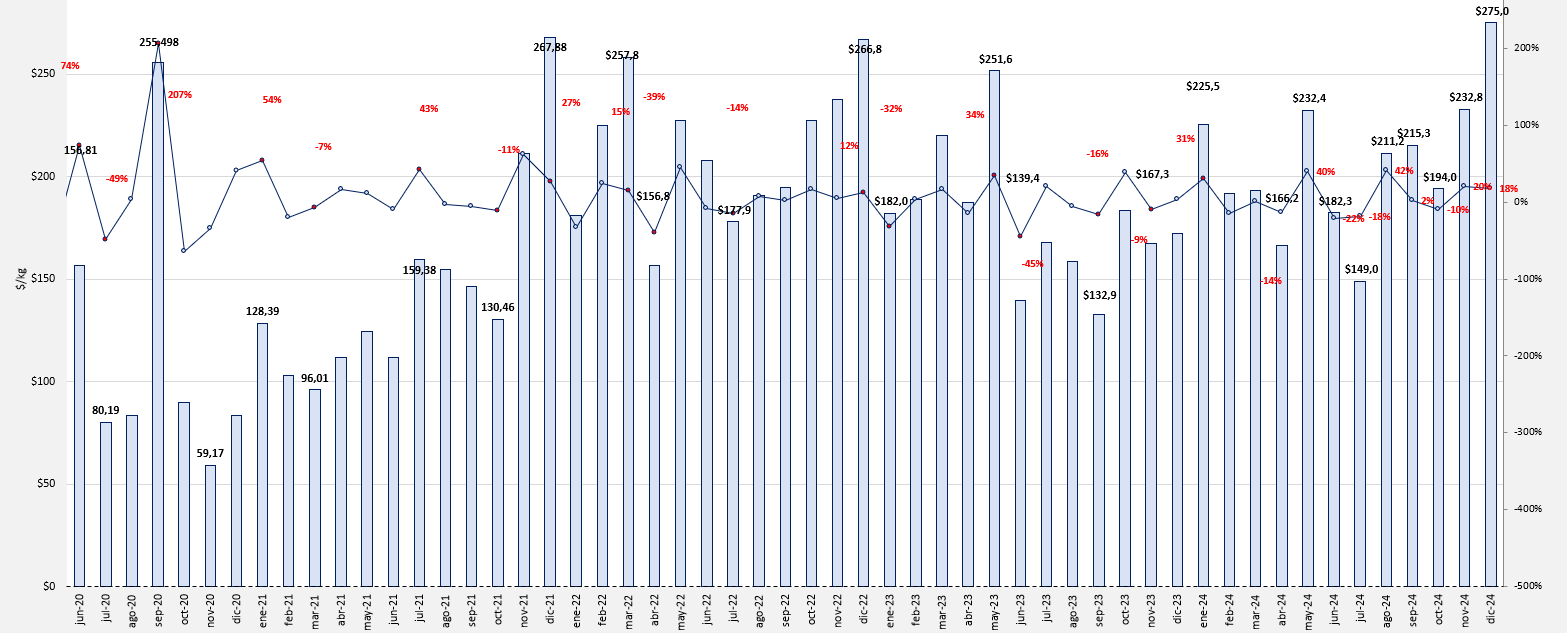 $275,0
255,498
267,88
$257,8
$266,8
200%
74%
$251,6
$250
$225,5
207%
54%
43%
27%
15%
-39%
-14%
-32%
34%
$232,4
$232,8
100%
156,81
-7%
-11%
12%
-16%
31%
$211,2
$215,3
$200
-49%
$156,8
$139,4
$167,3
40%
42%
$194,0
20%
18%
$177,9
$182,0
$166,2
$182,3
2%
0%
-22%
-18%
-10%
-9%
$/kg
$150
159,38
-45%
-14%
$149,0
-100%
128,39
130,46
$132,9
-200%
$100
96,01
80,19
-300%
59,17
$50
-400%
$0
-500%
jun-20
jul-20
ago-20
sep-20
oct-20
nov-20
dic-20
ene-21
feb-21
mar-21
abr-21
may-21
jun-21
jul-21
ago-21
sep-21
oct-21
nov-21
dic-21
ene-22
feb-22
mar-22
abr-22
may-22
jun-22
jul-22
ago-22
sep-22
oct-22
nov-22
dic-22
ene-23
feb-23
mar-23
abr-23
may-23
jun-23
jul-23
ago-23
sep-23
oct-23
nov-23
dic-23
ene-24
feb-24
mar-24
abr-24
may-24
jun-24
jul-24
ago-24
sep-24
oct-24
nov-24
dic-24